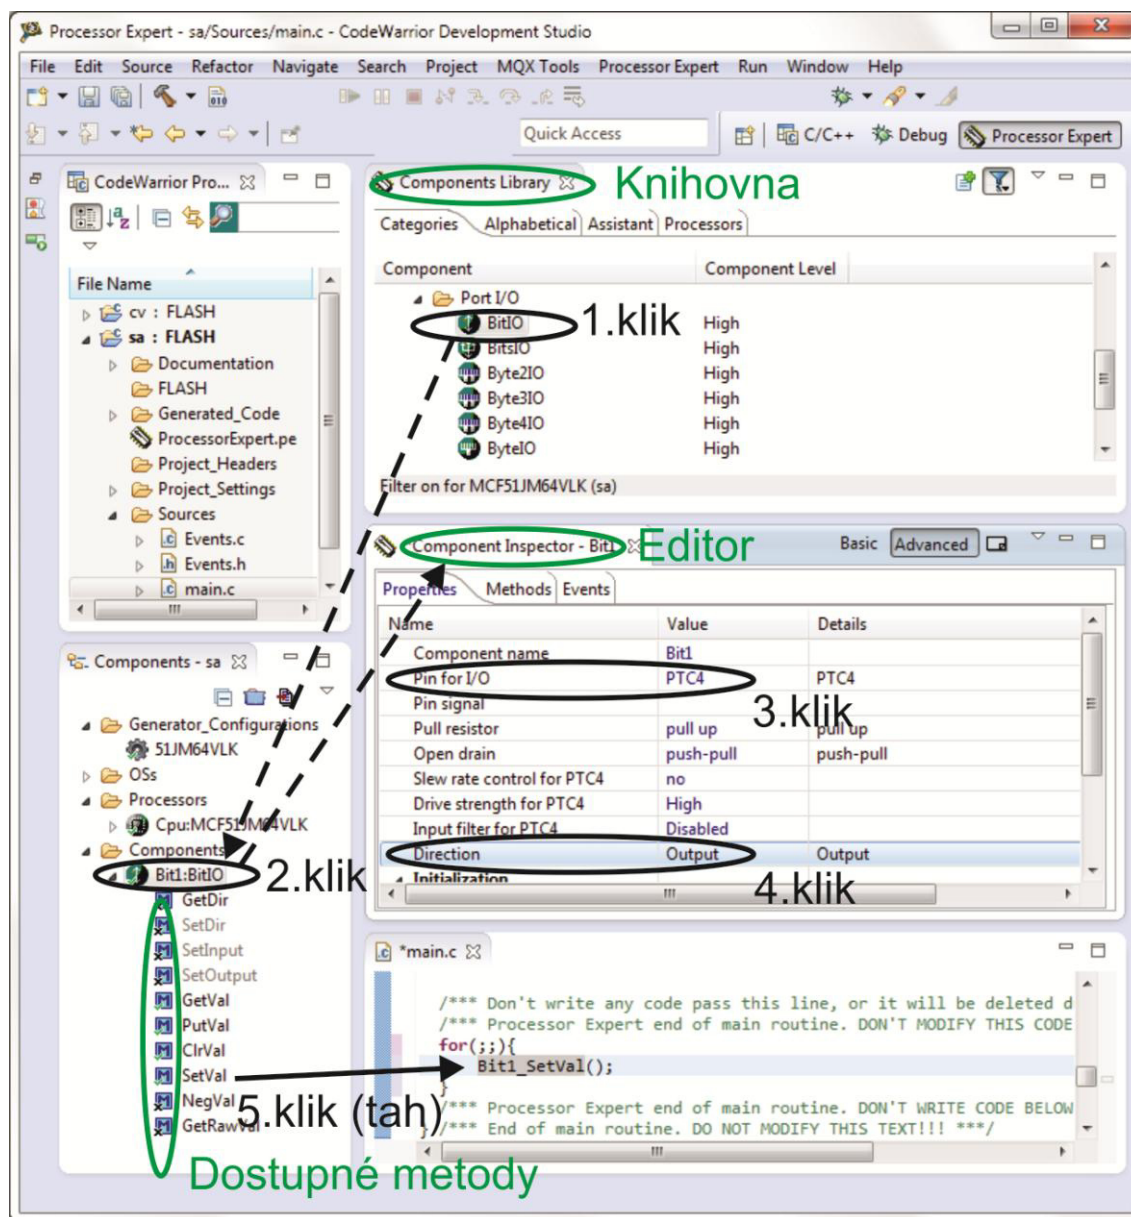 Processor Expert - sa/Sources/main.c - CodeWarrior Development Studio
File Edit Source Refactor Navigate Search Project MQX Tools Processor Expert Run Window Help
Quick Access
C/C++ Debug Processor Expert
CodeWarrior Pro...
File Name
cv : FLASH
sa : FLASH
Documentation
FLASH
Generated_Code
ProcessorExpert.pe
Project_Headers
Project_Settings
Sources
Events.c
Events.h
main.c
Components Library Knihovna
Categories Alphabetical Assistant Processors
Component Component Level
Port I/O
BitIO 1.klik High
BitsIO High
Byte2IO High
Byte3IO High
Byte4IO High
ByteIO High
Filter on for MCF51JM64VLK (sa)
Component Inspector - Bit1 Editor Basic Advanced
Properties Methods Events
Name Value Details
Component name Bit1
Pin for I/O PTC4 PTC4
3.klik
Pin signal
Pull resistor pull up pull up
Open drain push-pull push-pull
Slew rate control for PTC4 no
Drive strength for PTC4 High
Input filter for PTC4 Disabled
Direction Output Output
4.klik
Initialization
Components - sa
Generator_Configurations
51JM64VLK
OSs
Processors
Cpu:MCF51JM64VLK
Components
Bit1:BitIO 2.klik
GetDir
SetDir
SetInput
SetOutput
GetVal
PutVal
ClrVal
SetVal
NegVal
GetRawVal
5.klik (tah)
Dostupné metody
*main.c
/*** Don't write any code pass this line, or it will be deleted d
/*** Processor Expert end of main routine. DON'T MODIFY THIS CODE
for(;;){
Bit1_SetVal();
}
/*** Processor Expert end of main routine. DON'T WRITE CODE BELOW
} /*** End of main routine. DO NOT MODIFY THIS TEXT!!! ***/